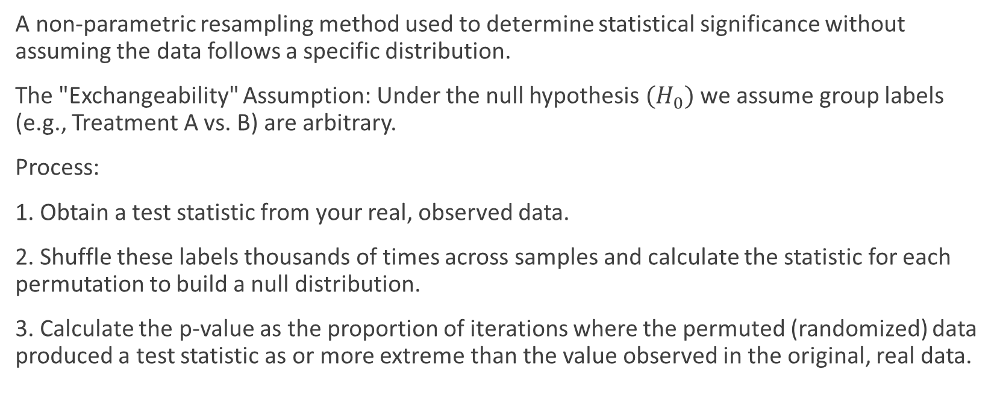 A non-parametric resampling method used to determine statistical significance without
assuming the data follows a specific distribution.
The "Exchangeability" Assumption: Under the null hypothesis (H₀) we assume group labels
(e.g., Treatment A vs. B) are arbitrary.
Process:
1. Obtain a test statistic from your real, observed data.
2. Shuffle these labels thousands of times across samples and calculate the statistic for each
permutation to build a null distribution.
3. Calculate the p-value as the proportion of iterations where the permuted (randomized) data
produced a test statistic as or more extreme than the value observed in the original, real data.